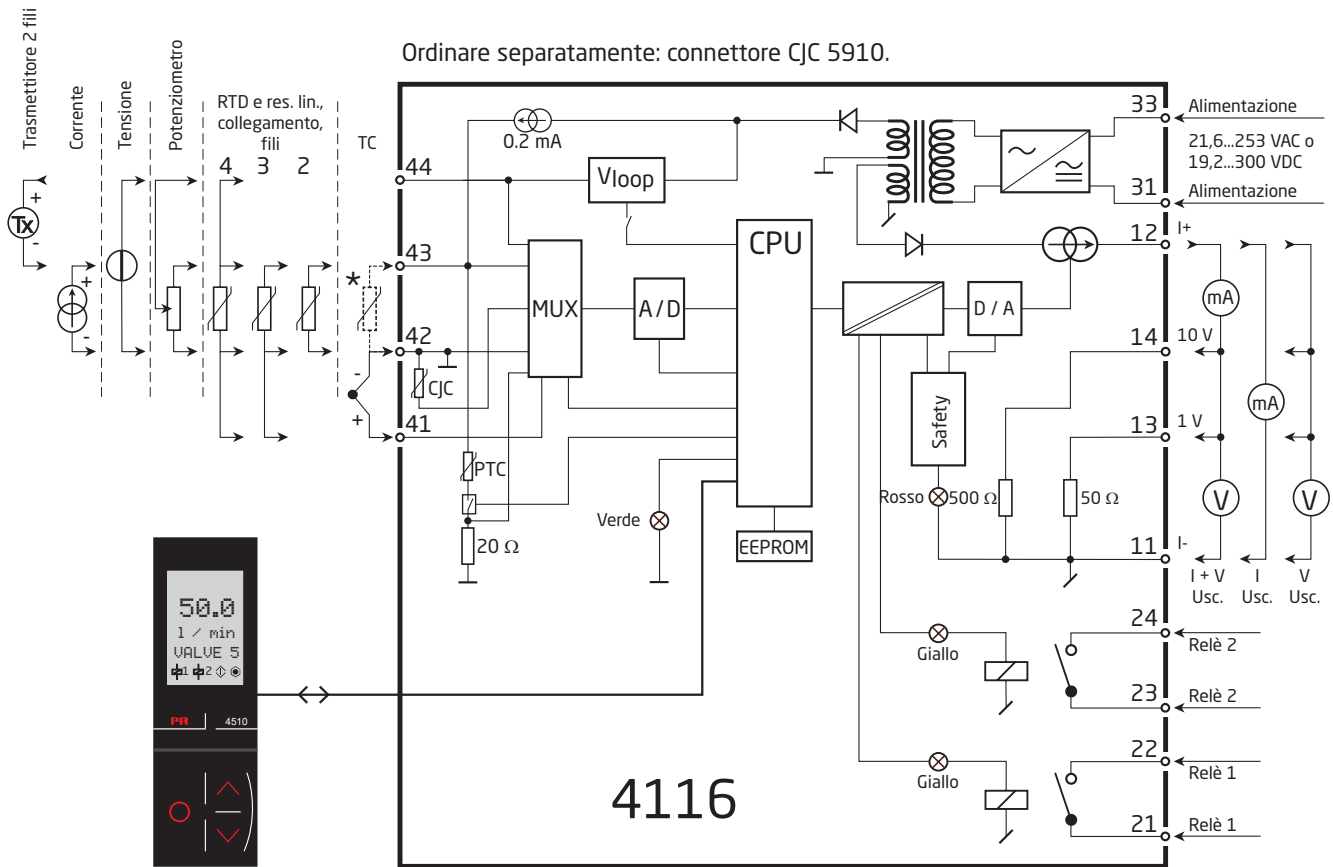 Ordinare separatamente: connettore CJC 5910.
Trasmettitore 2 fili
Corrente
Tensione
Potenziometro
RTD e res. lin.,
collegamento,
fili
4 3 2
TC
+
Tx
-
+
-
*
-
+
44
43
42
41
0.2 mA
Vloop
CPU
MUX
A/D
D / A
CJC
PTC
20 Ω
Verde
EEPROM
Safety
Rosso
500 Ω
50 Ω
Giallo
Giallo
4116
33
Alimentazione
21,6...253 VAC o
19,2...300 VDC
31
Alimentazione
12
I+
mA
14
10 V
mA
13
1 V
V
V
11
I-
I + V
Usc.
I
Usc.
V
Usc.
24
Relè 2
23
Relè 2
22
Relè 1
21
Relè 1
50.0
l / min
VALVE 5
1 2
PR
4510